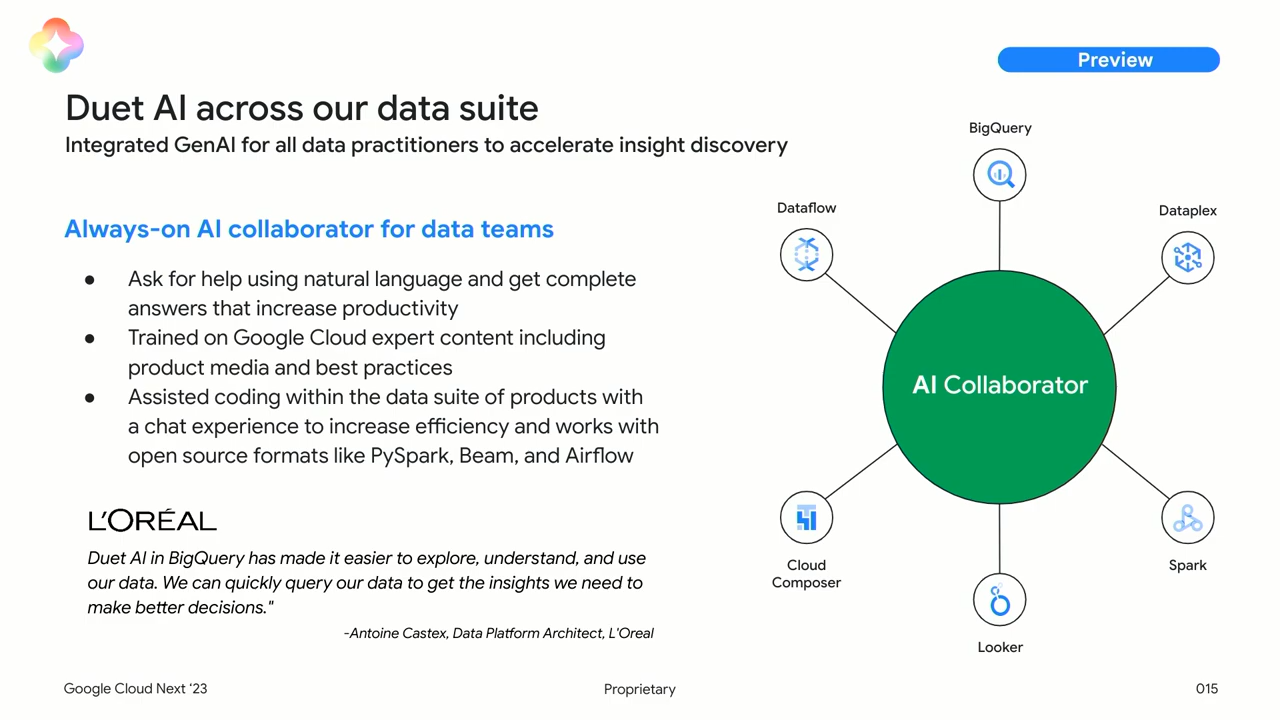 Preview
Duet AI across our data suite
Integrated GenAI for all data practitioners to accelerate insight discovery
Always-on AI collaborator for data teams
● Ask for help using natural language and get complete
answers that increase productivity
● Trained on Google Cloud expert content including
product media and best practices
● Assisted coding within the data suite of products with
a chat experience to increase efficiency and works with
open source formats like PySpark, Beam, and Airflow
L'ORÉAL
Duet AI in BigQuery has made it easier to explore, understand, and use
our data. We can quickly query our data to get the insights we need to
make better decisions."
-Antoine Castex, Data Platform Architect, L'Oreal
BigQuery
Dataflow
Dataplex
AI Collaborator
Cloud
Composer
Spark
Looker
Google Cloud Next ‘23
Proprietary
015